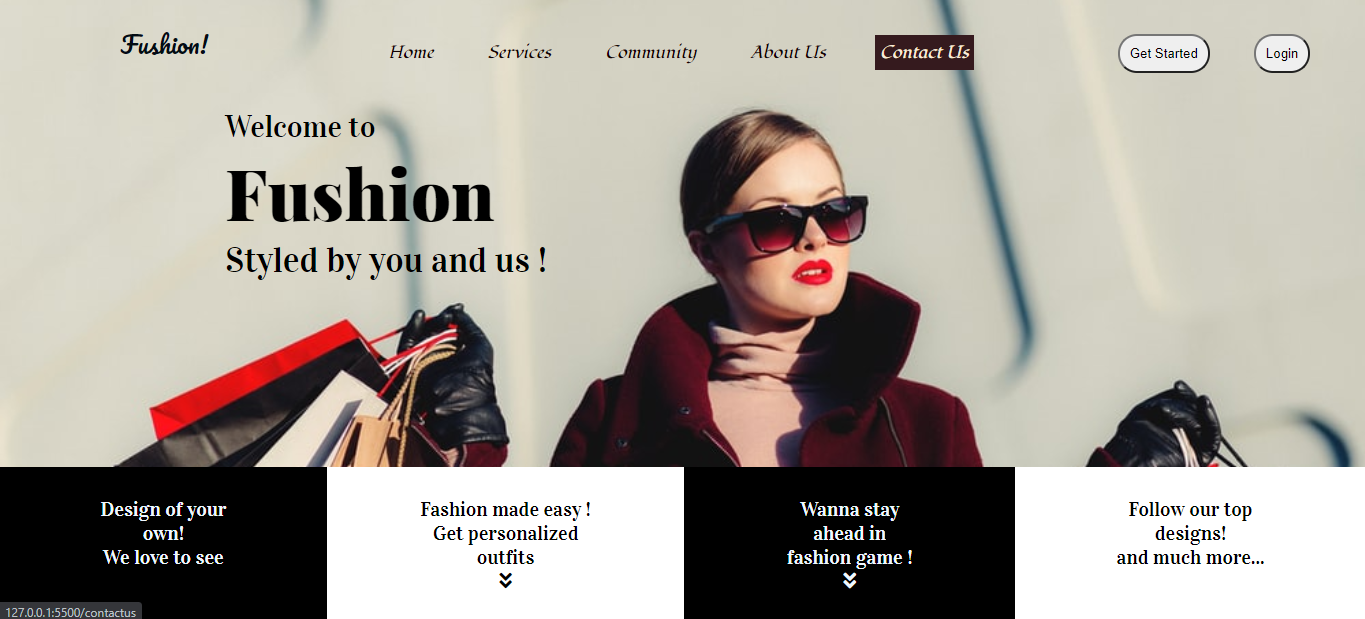 Fushion!
Home Services Community About Us Contact Us Get Started Login
Welcome to
Fushion
Styled by you and us !
Design of your
own!
We love to see
Fashion made easy !
Get personalized
outfits
Wanna stay
ahead in
fashion game !
Follow our top
designs!
and much more...
127.0.0.1:5500/contactus